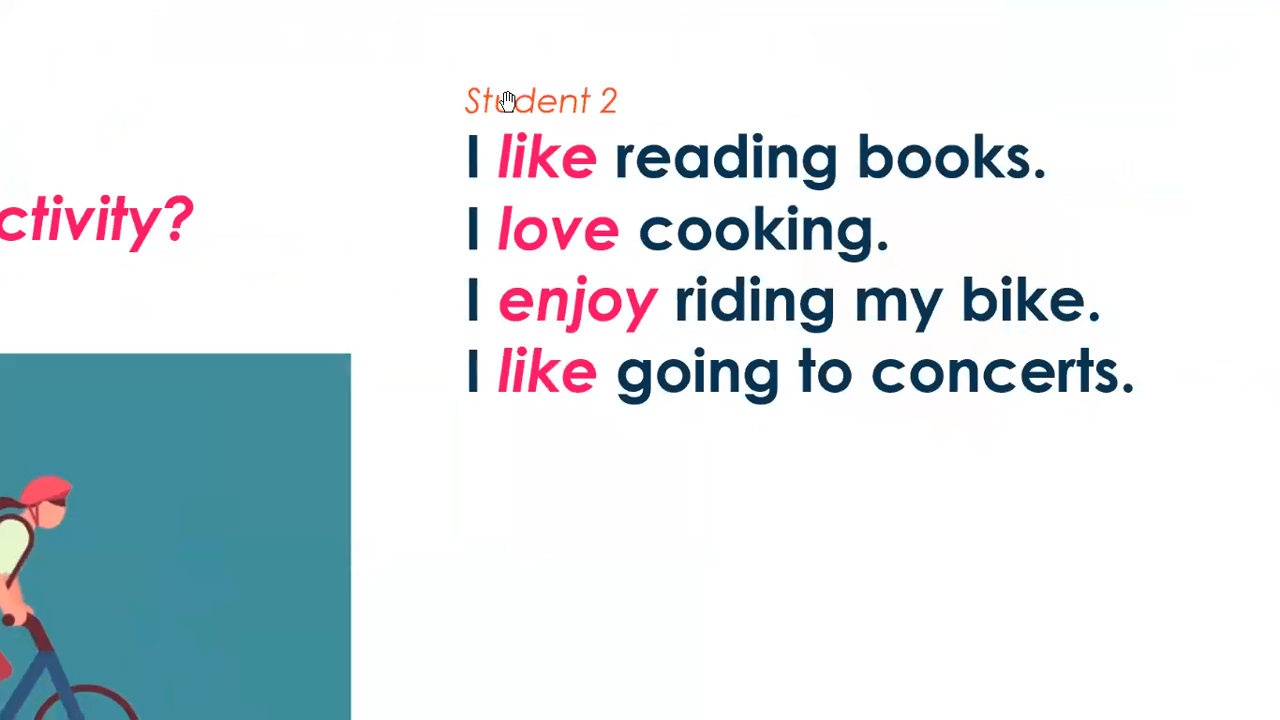 Student 2
I like reading books.
I love cooking.
ctivity?
I enjoy riding my bike.
I like going to concerts.